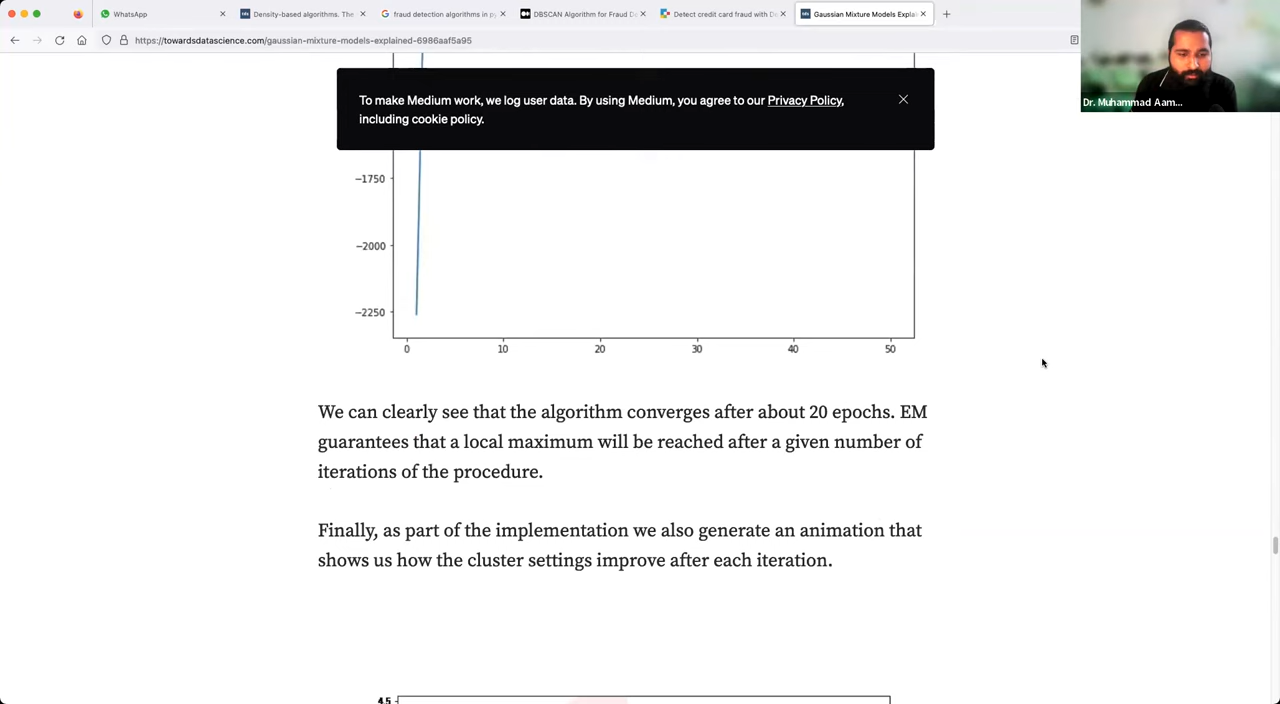 WhatsApp
Density-based algorithms. The
fraud detection algorithms in p
DBSCAN Algorithm for Fraud De
Detect credit card fraud with De
Gaussian Mixture Models Explai
https://towardsdatascience.com/gaussian-mixture-models-explained-6986aaf5a95
Dr. Muhammad Aam...
To make Medium work, we log user data. By using Medium, you agree to our Privacy Policy,
including cookie policy.
−1750
−2000
−2250
0 10 20 30 40 50
We can clearly see that the algorithm converges after about 20 epochs. EM
guarantees that a local maximum will be reached after a given number of
iterations of the procedure.
Finally, as part of the implementation we also generate an animation that
shows us how the cluster settings improve after each iteration.
4.5